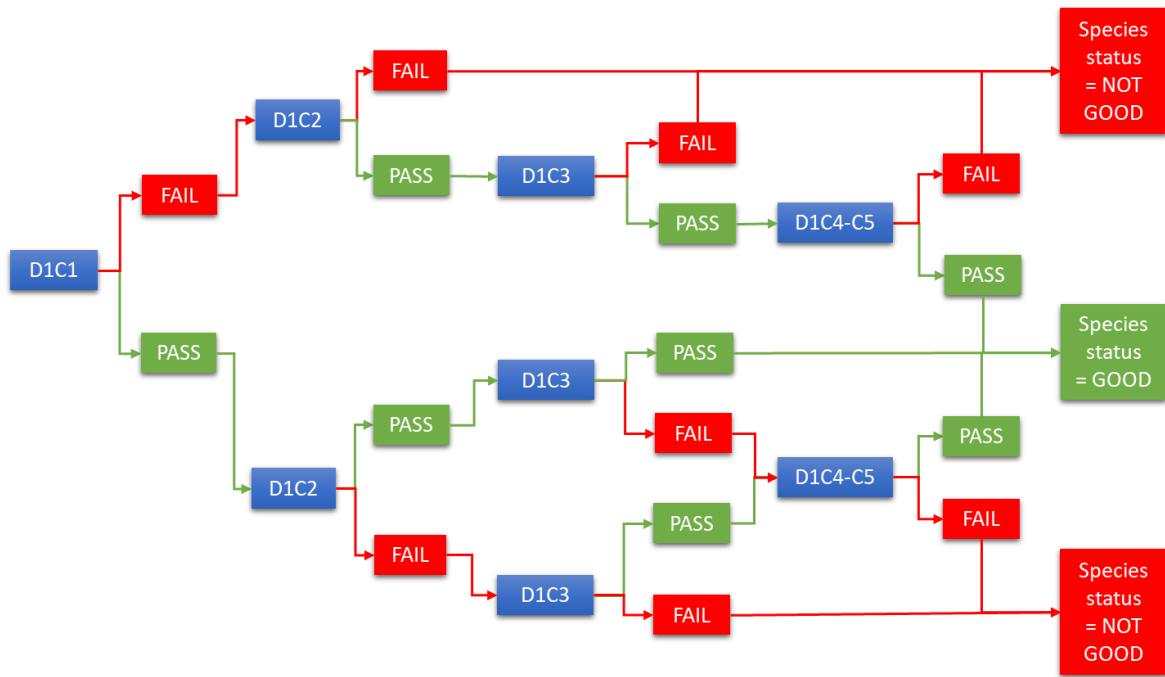 Species
status
= NOT
GOOD
FAIL
D1C2
FAIL
PASS
D1C3
FAIL
FAIL
PASS
D1C4-C5
D1C1
PASS
PASS
Species
status
= GOOD
D1C3
PASS
PASS
FAIL
PASS
D1C2
D1C4-C5
PASS
FAIL
FAIL
D1C3
FAIL
Species
status
= NOT
GOOD